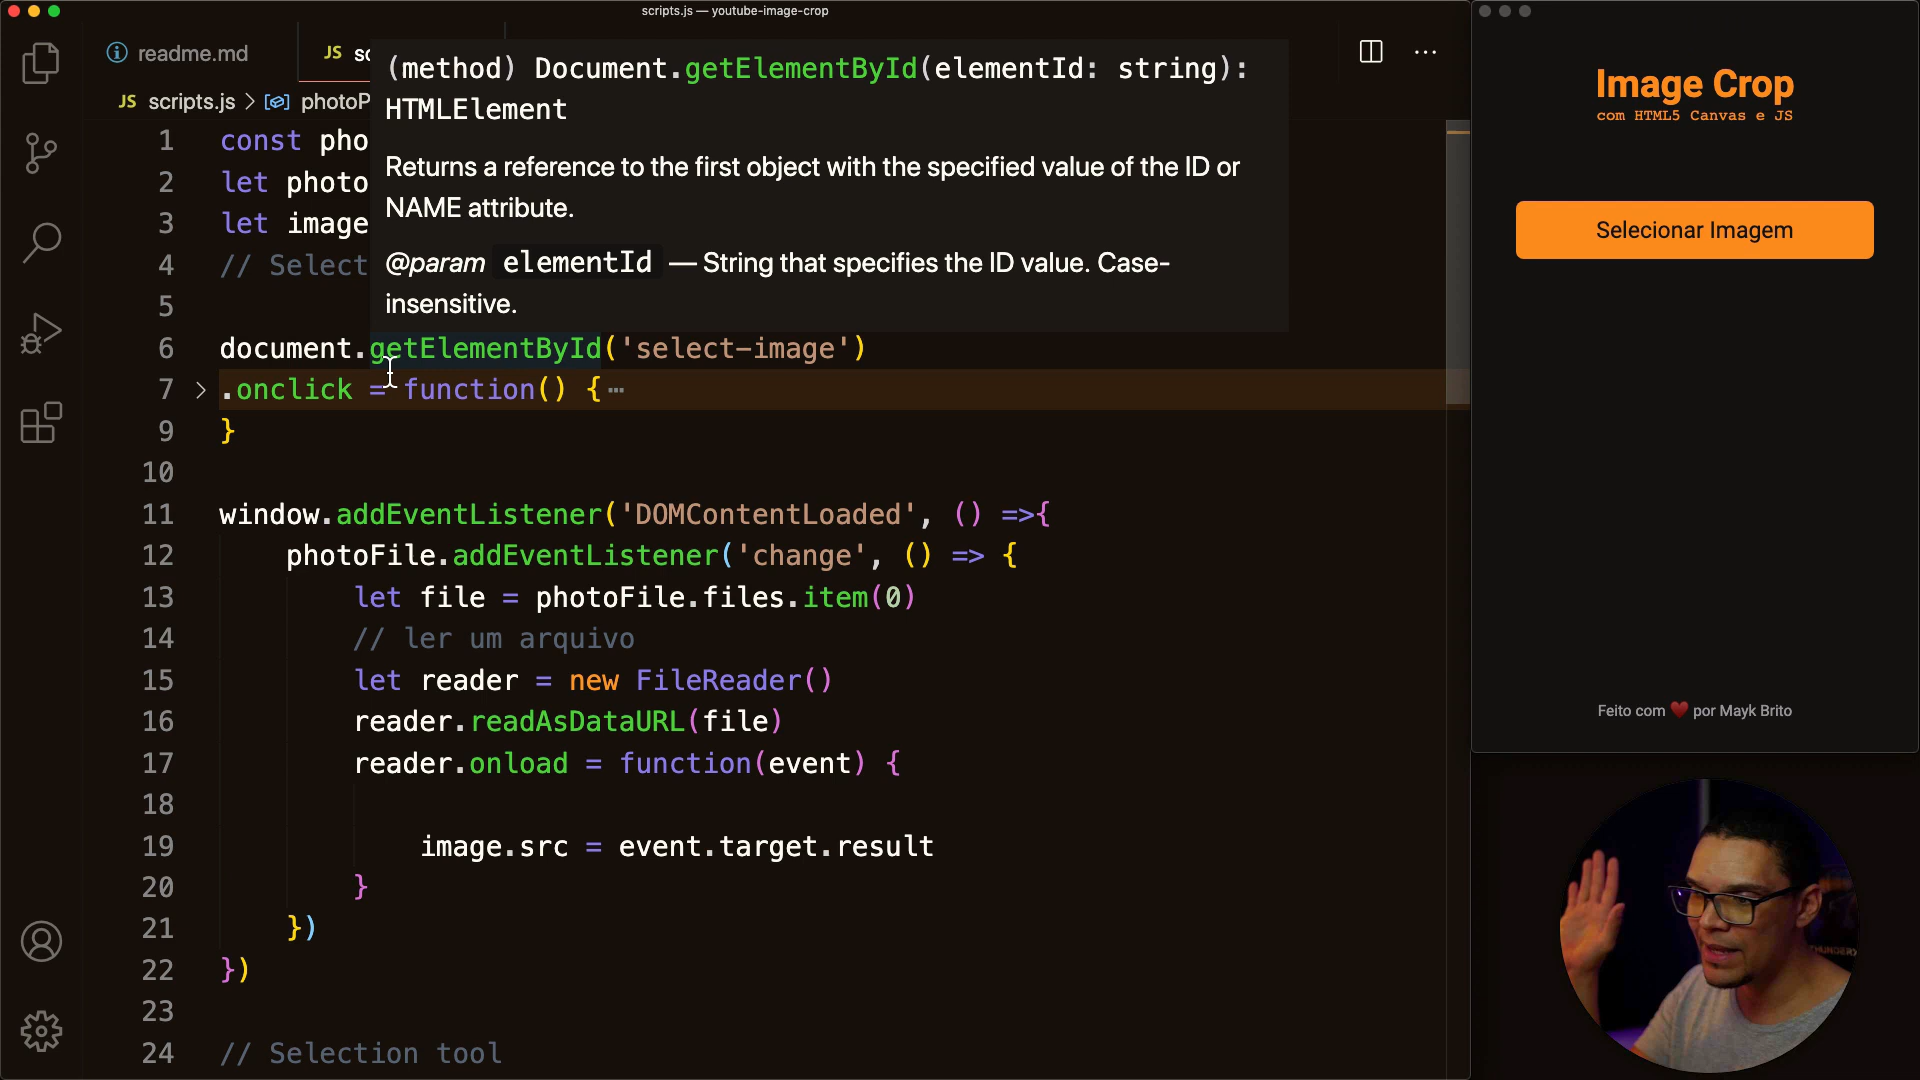 scripts.js — youtube-image-crop
readme.md
JS sc
JS scripts.js > photoP
(method) Document.getElementById(elementId: string):
HTMLElement
Returns a reference to the first object with the specified value of the ID or
NAME attribute.
@param elementId — String that specifies the ID value. Case-
insensitive.
1 const pho
2 let photo
3 let image
4 // Select
5
6 document.getElementById('select-image')
7 .onclick = function() {
9 }
10
11 window.addEventListener('DOMContentLoaded', () =>{
12 photoFile.addEventListener('change', () => {
13 let file = photoFile.files.item(0)
14 // ler um arquivo
15 let reader = new FileReader()
16 reader.readAsDataURL(file)
17 reader.onload = function(event) {
18
19 image.src = event.target.result
20 }
21 })
22 })
23
24 // Selection tool
Image Crop
com HTML5 Canvas e JS
Selecionar Imagem
Feito com ❤️ por Mayk Brito